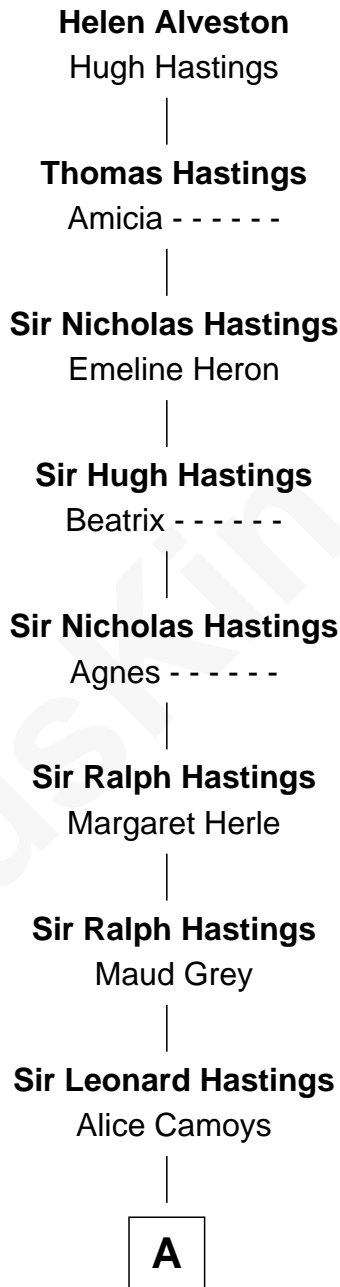 Helen Alveston
Hugh Hastings
Thomas Hastings
Amicia - - - - - -
Sir Nicholas Hastings
Emeline Heron
Sir Hugh Hastings
Beatrix - - - - - -
Sir Nicholas Hastings
Agnes - - - - - -
Sir Ralph Hastings
Margaret Herle
Sir Ralph Hastings
Maud Grey
Sir Leonard Hastings
Alice Camoys
A